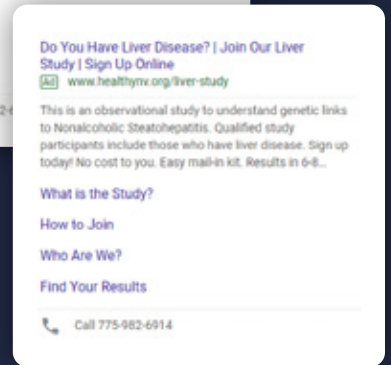 Do You Have Liver Disease? | Join Our Liver
Study | Sign Up Online
Ad www.healthynv.org/liver-study
This is an observational study to understand genetic links
to Nonalcoholic Steatohepatitis. Qualified study
participants include those who have liver disease. Sign up
today! No cost to you. Easy mail-in kit. Results in 6-8...
What is the Study?
How to Join
Who Are We?
Find Your Results
Call 775-982-6914